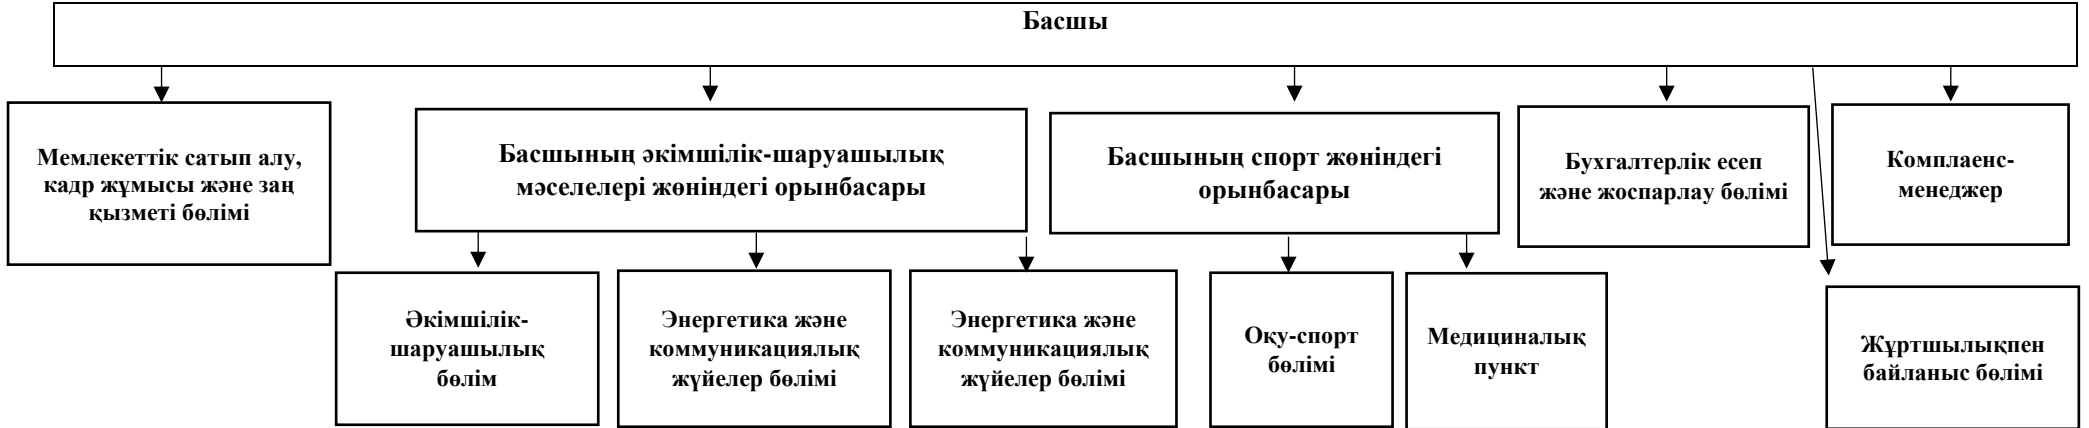 Басшы
Мемлекеттік сатып алу,
кадр жұмысы және заң
қызметі бөлімі
Басшының әкімшілік-шаруашылық
мәселелері жөніндегі орынбасары
Басшының спорт жөніндегі
орынбасары
Бухгалтерлік есеп
және жоспарлау бөлімі
Комплаенс-
менеджер
Әкімшілік-
шаруашылық
бөлім
Энергетика және
коммуникациялық
жүйелер бөлімі
Энергетика және
коммуникациялық
жүйелер бөлімі
Оқу-спорт
бөлімі
Медициналық
пункт
Жұртшылықпен
байланыс бөлімі